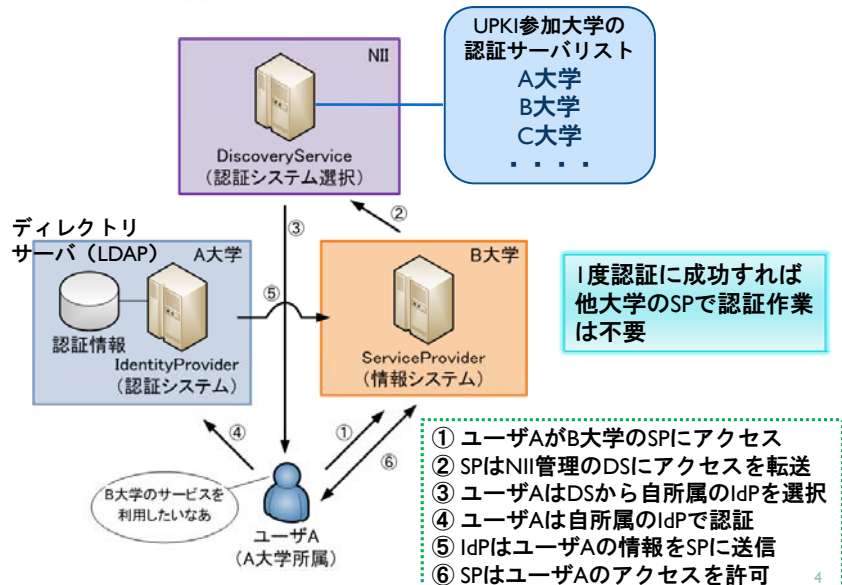 UPKI参加大学の
認証サーバリスト
A大学
B大学
C大学
・・・・
NII
DiscoveryService
(認証システム選択)
②
③
ディレクトリ
サーバ（LDAP）
A大学
認証情報
IdentityProvider
(認証システム)
⑤
B大学
ServiceProvider
(情報システム)
1度認証に成功すれば
他大学のSPで認証作業
は不要
④
①
⑥
B大学のサービスを
利用したいなあ
ユーザA
(A大学所属)
① ユーザAがB大学のSPにアクセス
② SPはNII管理のDSにアクセスを転送
③ ユーザAはDSから自所属のIdPを選択
④ ユーザAは自所属のIdPで認証
⑤ IdPはユーザAの情報をSPに送信
⑥ SPはユーザAのアクセスを許可
4